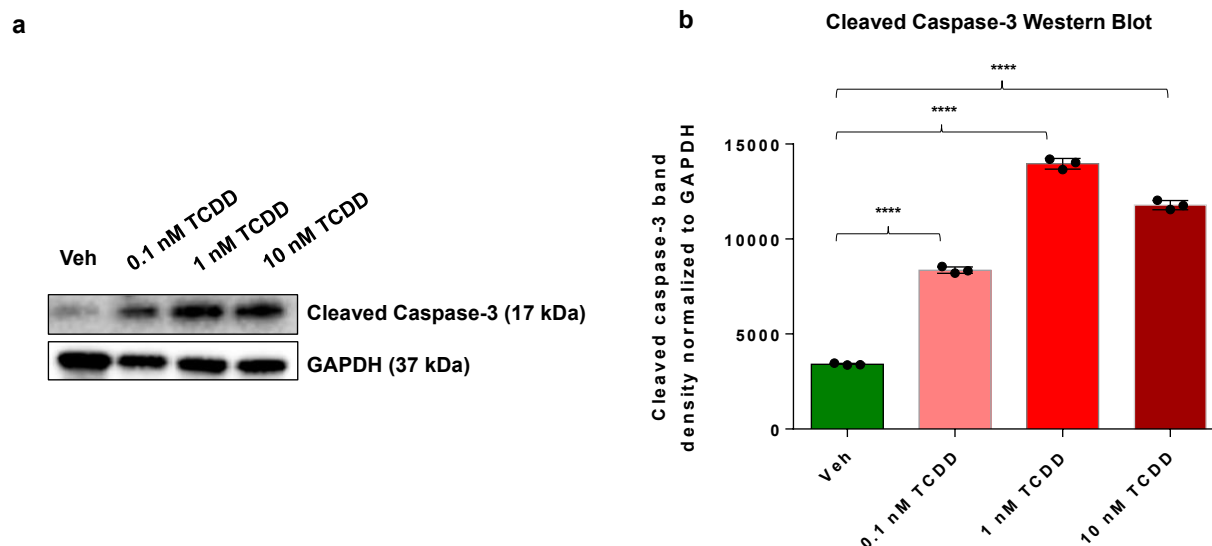 a
Veh
0.1 nM TCDD
1 nM TCDD
10 nM TCDD
Cleaved Caspase-3 (17 kDa)
GAPDH (37 kDa)
b
Cleaved Caspase-3 Western Blot
****
****
****
Cleaved caspase-3 band
density normalized to GAPDH
15000
10000
5000
0
Veh
0.1 nM TCDD
1 nM TCDD
10 nM TCDD